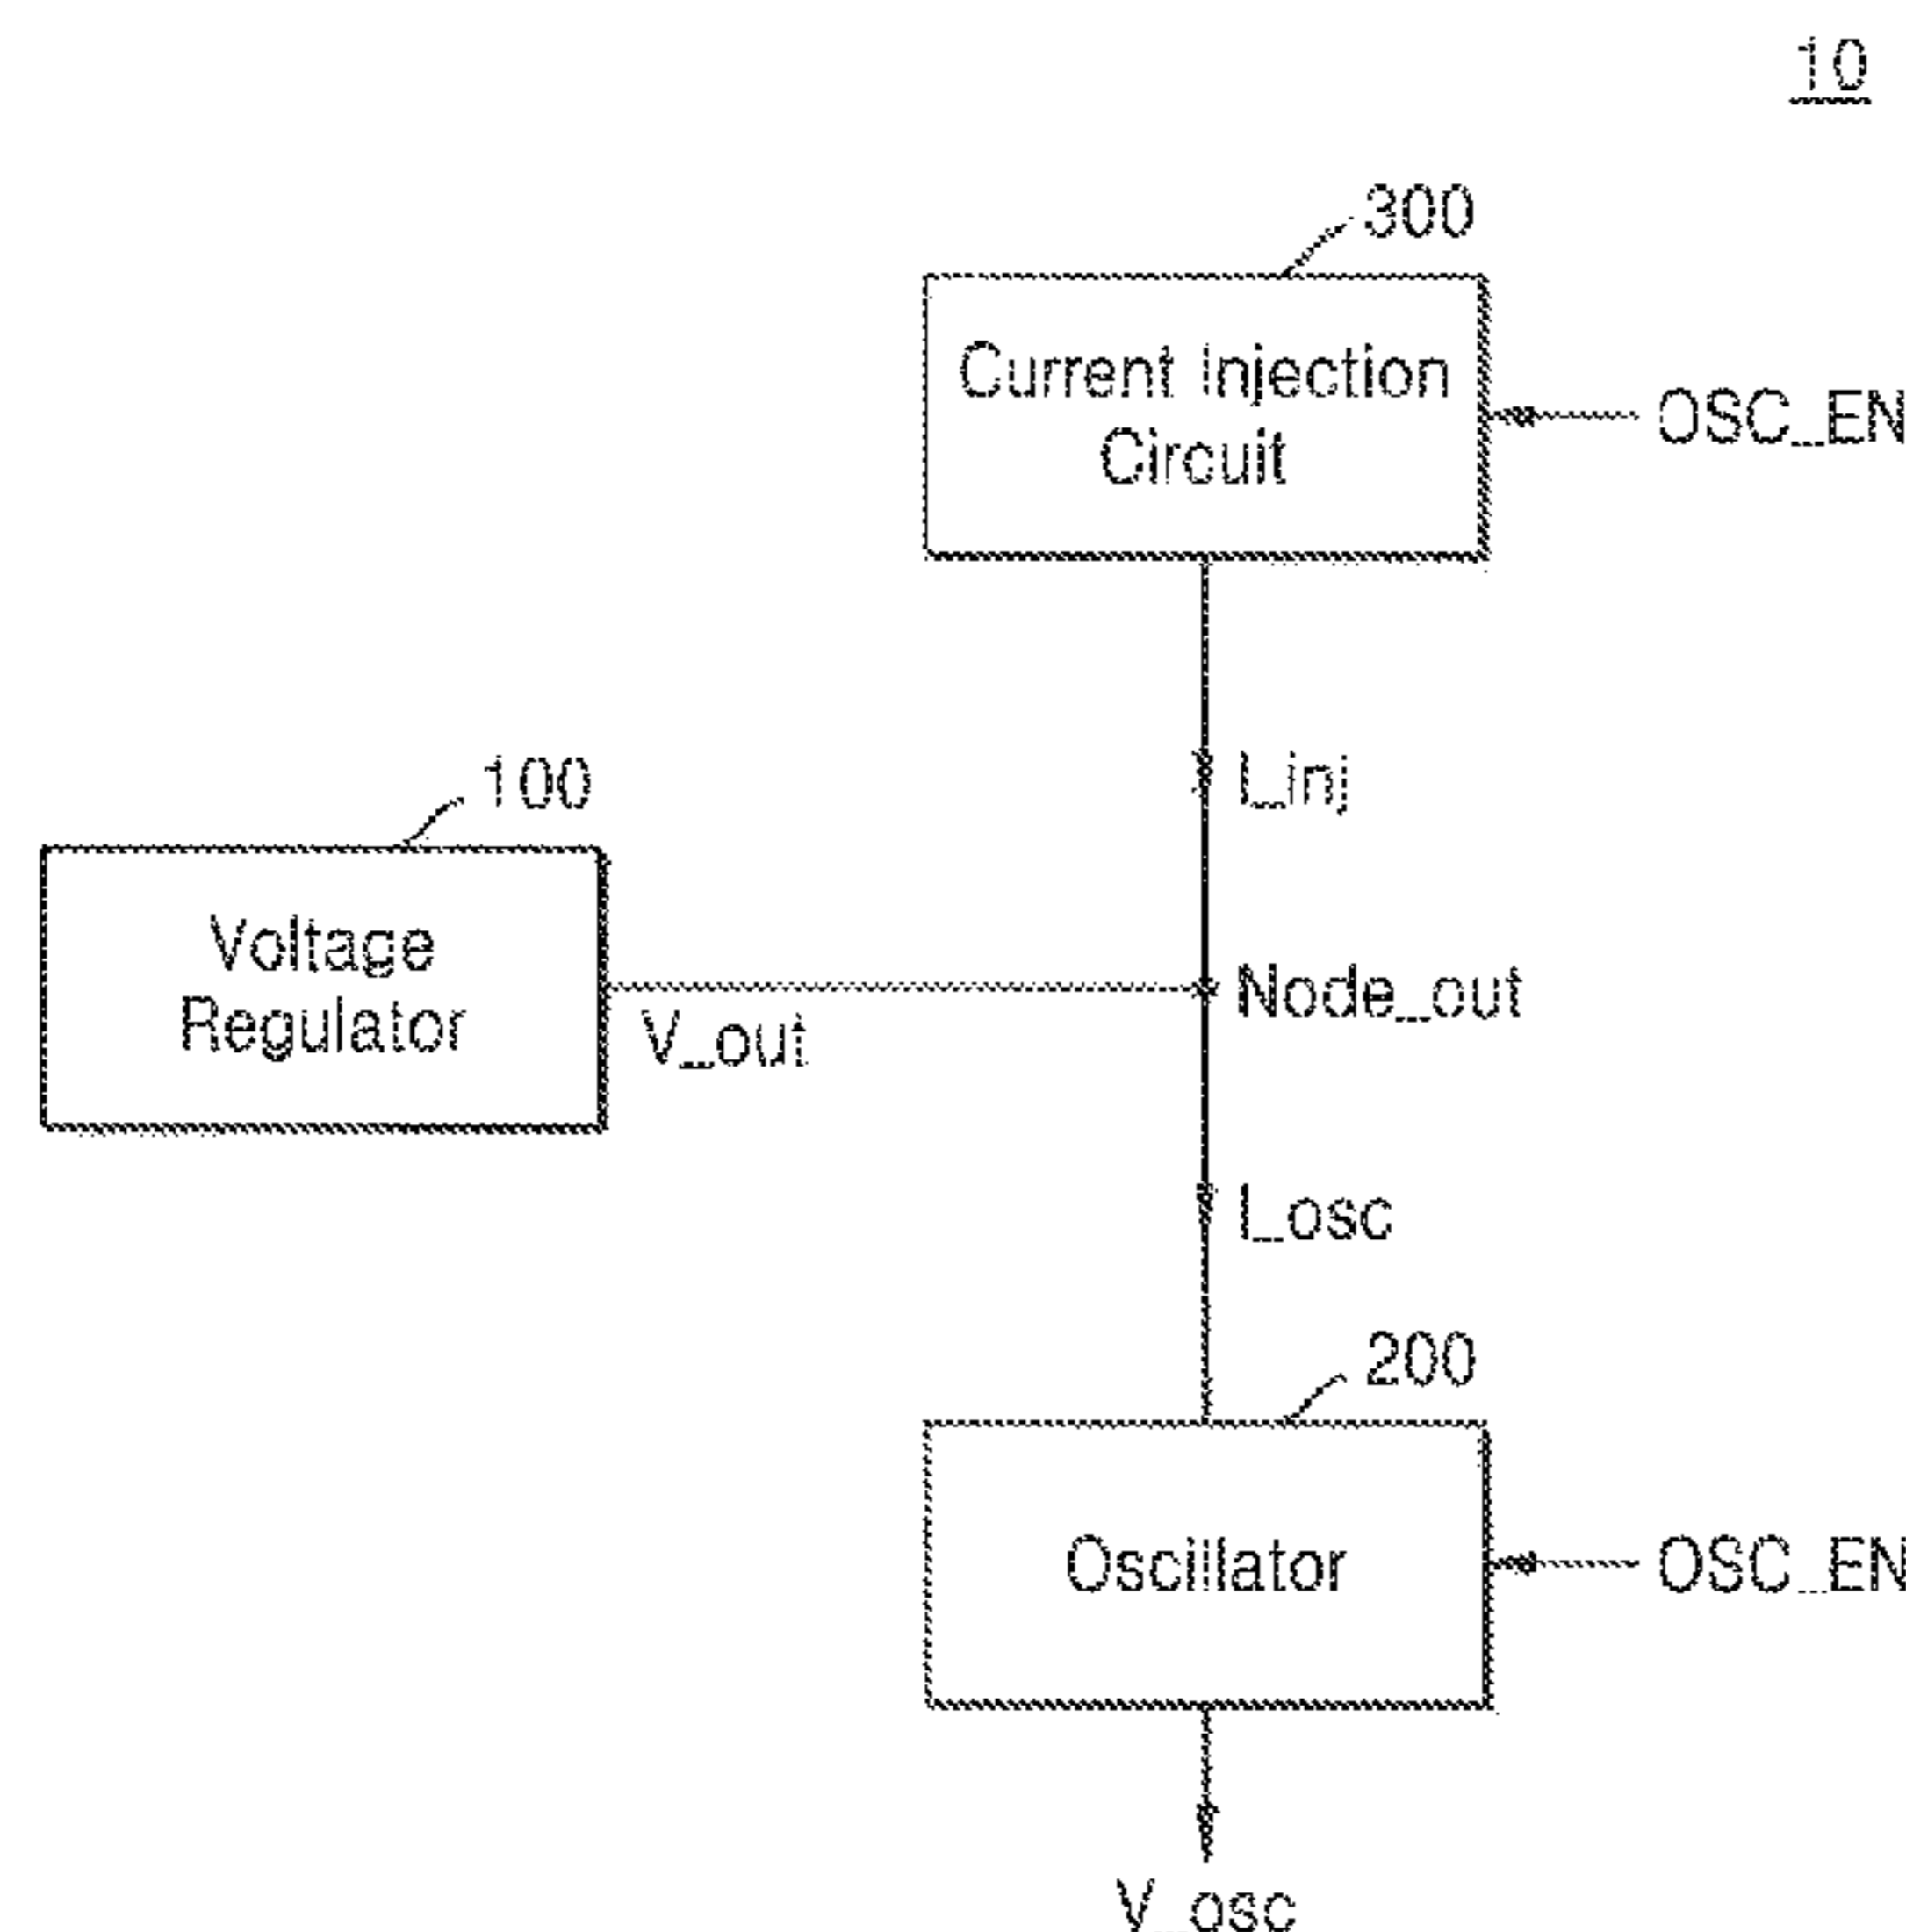 10
300
Current Injection
Circuit
OSC_EN
I_inj
100
Voltage
Regulator
V_out
Node_out
I_osc
200
Oscillator
OSC_EN
V_osc